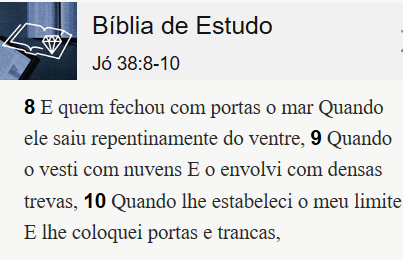 Bíblia de Estudo
Jó 38:8-10
8 E quem fechou com portas o mar Quando
ele saiu repentinamente do ventre, 9 Quando
o vesti com nuvens E o envolvi com densas
trevas, 10 Quando lhe estabeleci o meu limite
E lhe coloquei portas e trancas,